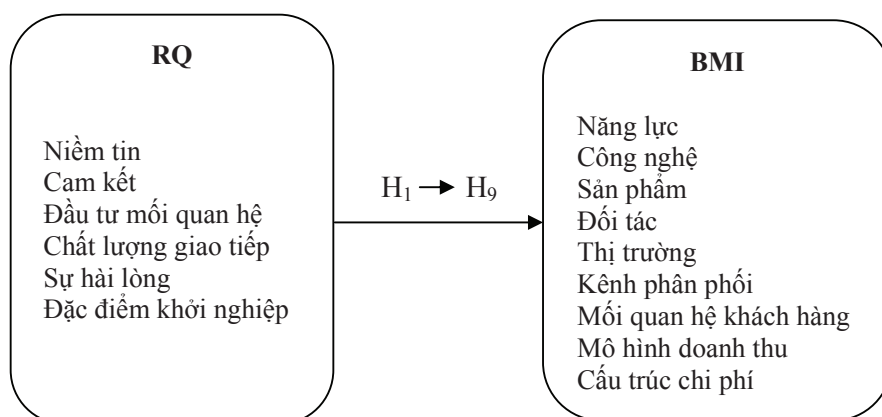 RQ
Niềm tin
Cam kết
Đầu tư mối quan hệ
Chất lượng giao tiếp
Sự hài lòng
Đặc điểm khởi nghiệp
H₁ → H₉
BMI
Năng lực
Công nghệ
Sản phẩm
Đối tác
Thị trường
Kênh phân phối
Mối quan hệ khách hàng
Mô hình doanh thu
Cấu trúc chi phí